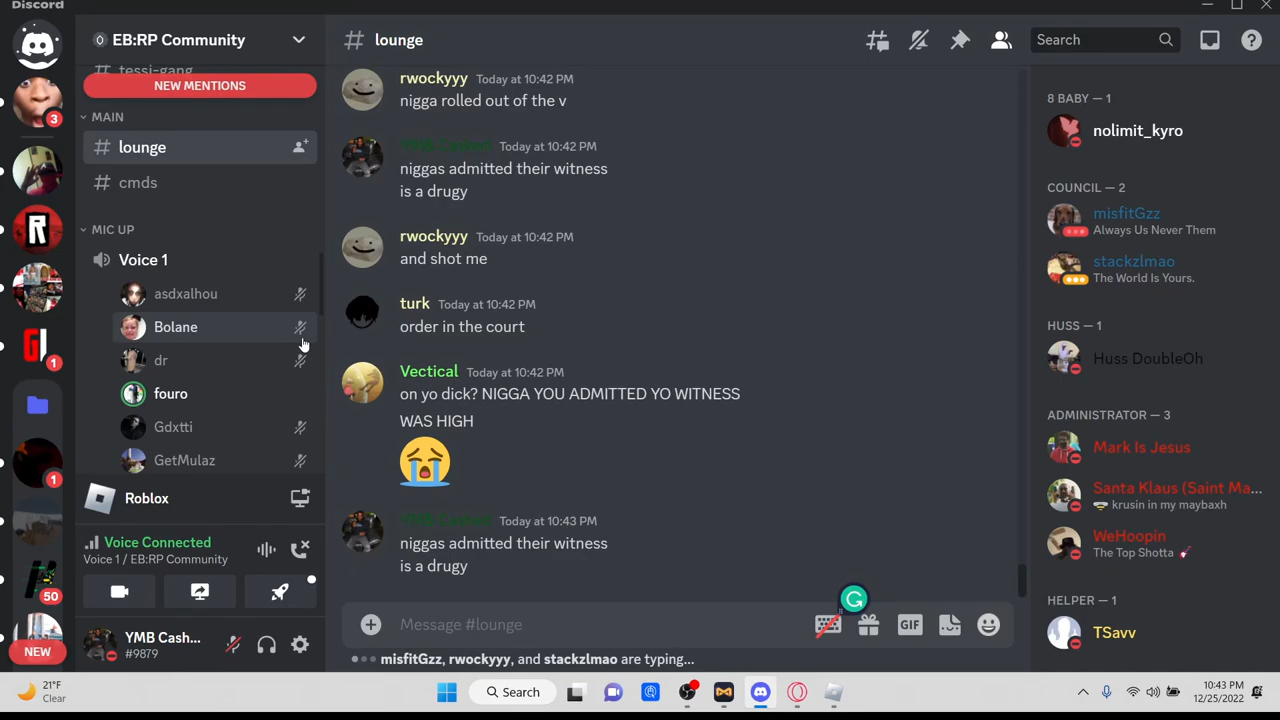 Discord
EB:RP Community
tessi-gang
NEW MENTIONS
MAIN
# lounge
# cmds
MIC UP
Voice 1
asdxalhou
Bolane
dr
fouro
Gdxtti
GetMulaz
Roblox
Voice Connected
Voice 1 / EB:RP Community
YMB Cash...
#9879
3
1
1
50
NEW
# lounge
Search
rwockyyy Today at 10:42 PM
nigga rolled out of the v
YMB Cashed Today at 10:42 PM
niggas admitted their witness
is a drugy
rwockyyy Today at 10:42 PM
and shot me
turk Today at 10:42 PM
order in the court
Vectical Today at 10:42 PM
on yo dick? NIGGA YOU ADMITTED YO WITNESS
WAS HIGH
YMB Cashed Today at 10:43 PM
niggas admitted their witness
is a drugy
Message #lounge
GIF
misfitGzz, rwockyyy, and stackzlmao are typing...
8 BABY — 1
nolimit_kyro
COUNCIL — 2
misfitGzz
Always Us Never Them
stackzlmao
The World Is Yours.
HUSS — 1
Huss DoubleOh
ADMINISTRATOR — 3
Mark Is Jesus
Santa Klaus (Saint Ma...
krusin in my maybaxh
WeHoopin
The Top Shotta
HELPER — 1
TSavv
21°F
Clear
Search
10:43 PM
12/25/2022